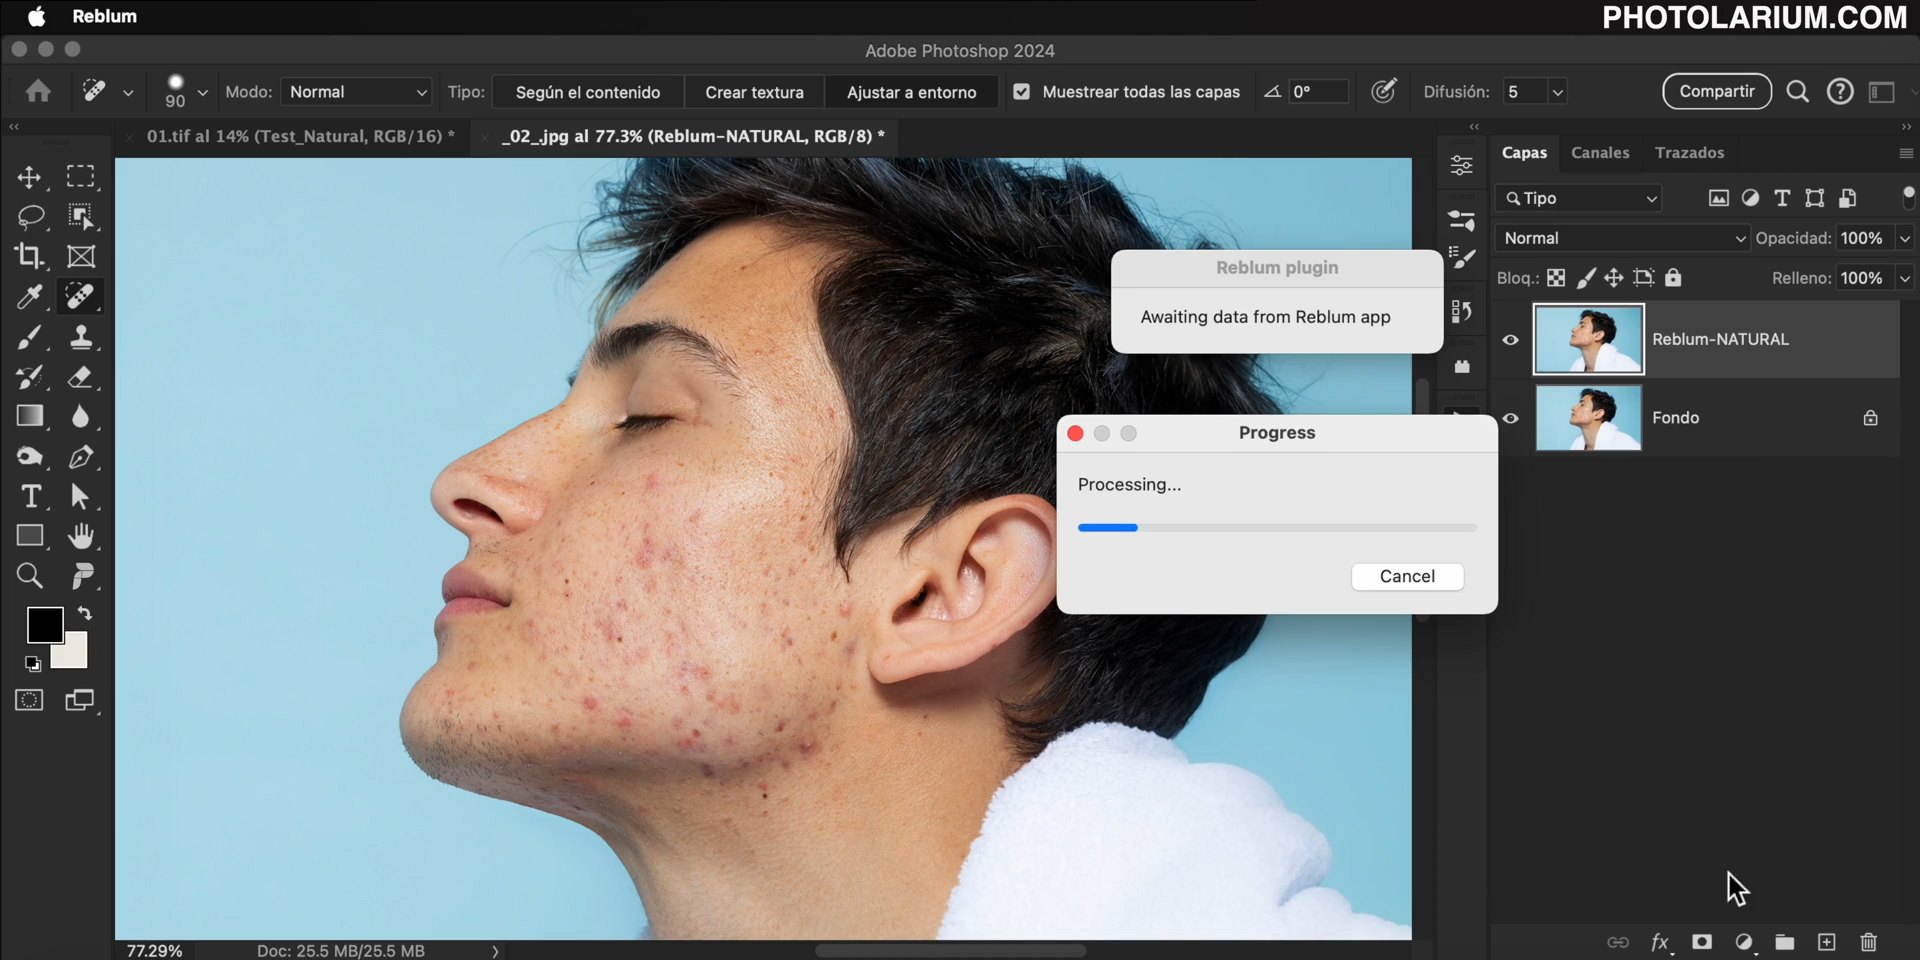 Reblum
PHOTOLARIUM.COM
Adobe Photoshop 2024
90
Modo: Normal
Tipo: Según el contenido Crear textura Ajustar a entorno
Muestrear todas las capas
0°
Difusión: 5
Compartir
01.tif al 14% (Test_Natural, RGB/16) *
_02_.jpg al 77.3% (Reblum-NATURAL, RGB/8) *
Capas Canales Trazados
Tipo
Normal
Opacidad: 100%
Bloq.:
Relleno: 100%
Reblum-NATURAL
Fondo
Reblum plugin
Awaiting data from Reblum app
Progress
Processing...
Cancel
77.29% Doc: 25.5 MB/25.5 MB
fx